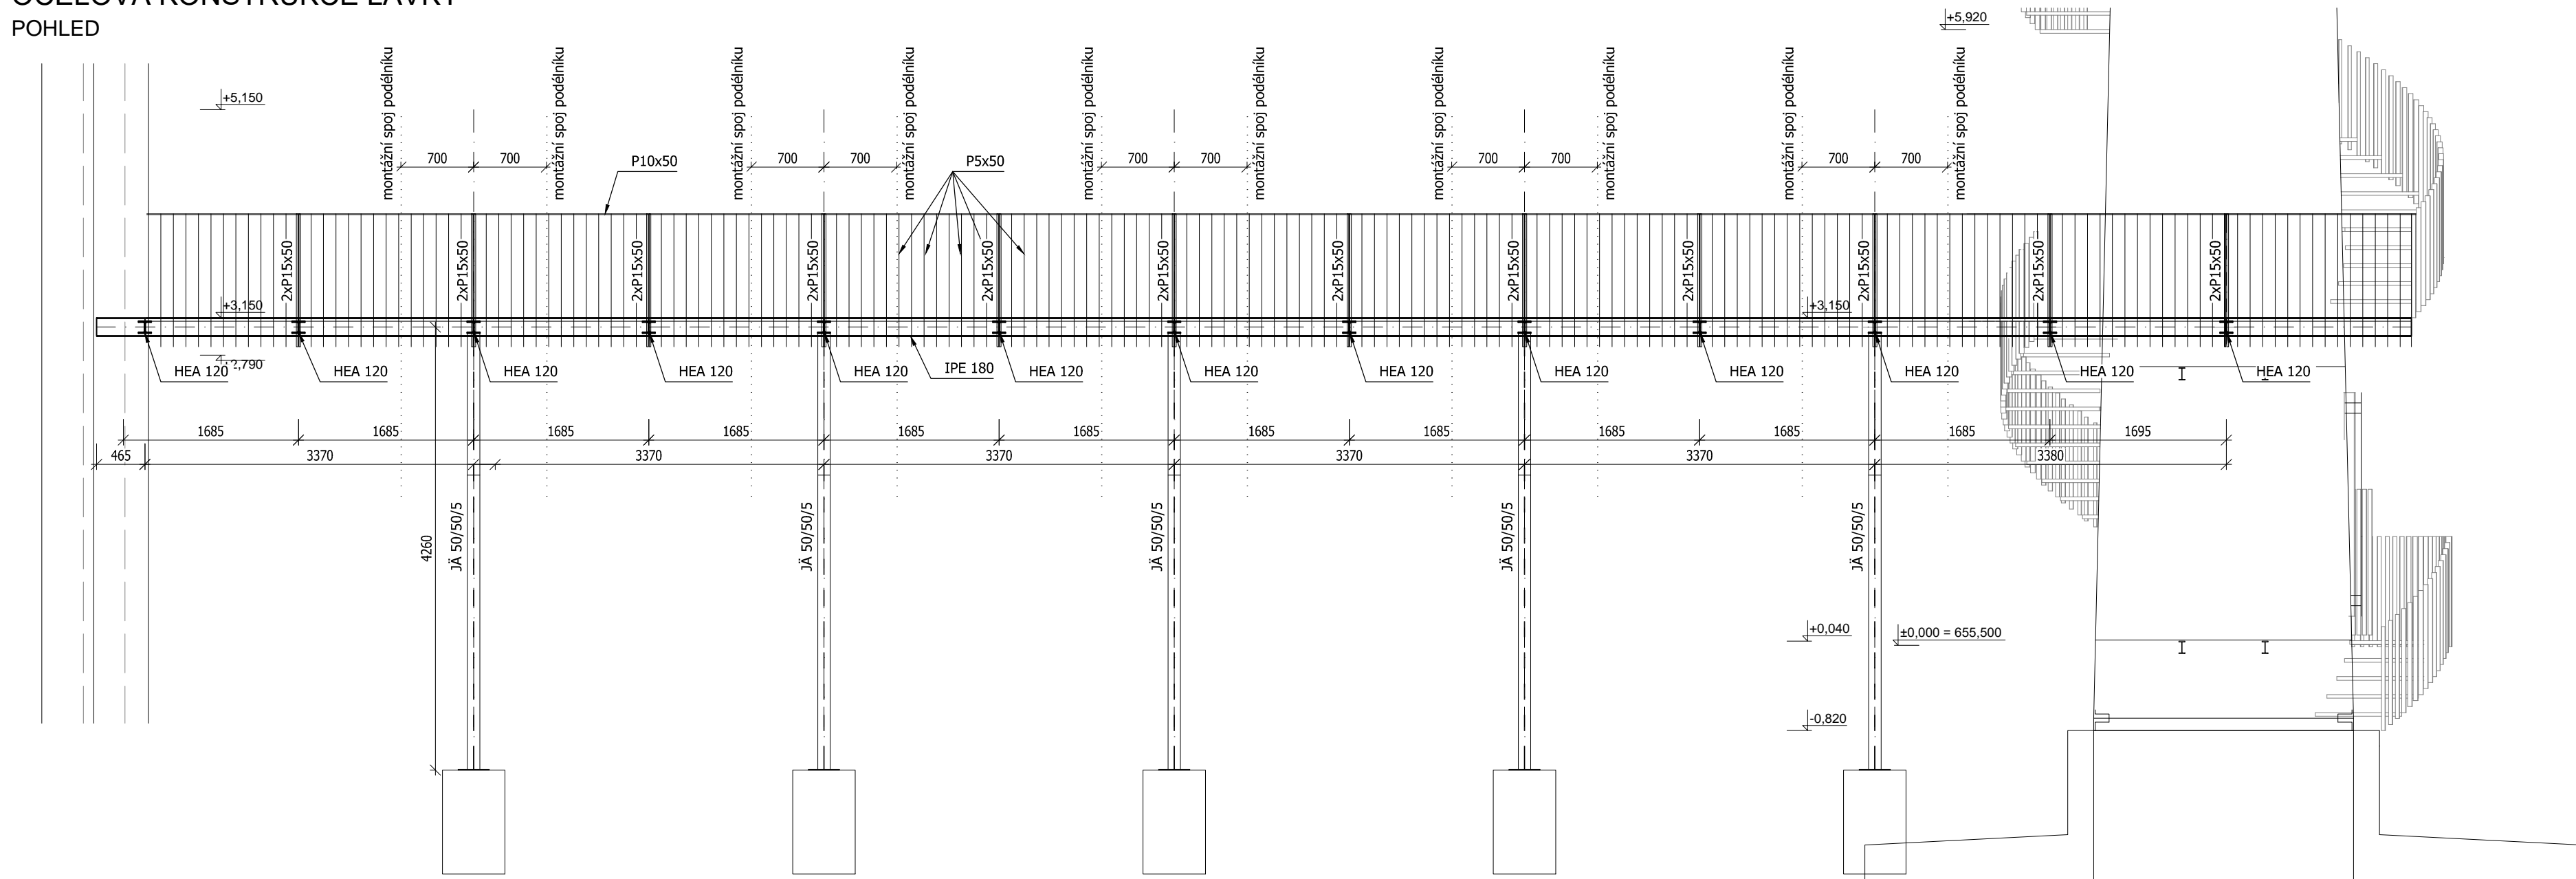 POHLED
+5,920
+5,150
montážní spoj podélníku
montážní spoj podélníku
montážní spoj podélníku
montážní spoj podélníku
montážní spoj podélníku
montážní spoj podélníku
montážní spoj podélníku
montážní spoj podélníku
montážní spoj podélníku
montážní spoj podélníku
700
700
700
700
700
700
700
700
700
700
P10x50
P5x50
2xP15x50
2xP15x50
2xP15x50
2xP15x50
2xP15x50
2xP15x50
2xP15x50
2xP15x50
2xP15x50
2xP15x50
2xP15x50
2xP15x50
+3,150
+3,150
HEA 120
HEA 120
HEA 120
HEA 120
HEA 120
IPE 180
HEA 120
HEA 120
HEA 120
HEA 120
HEA 120
HEA 120
HEA 120
HEA 120
1685
1685
1685
1685
1685
1685
1685
1685
1685
1685
1685
1695
465
3370
3370
3370
3370
3370
3380
4260
JÄ 50/50/5
JÄ 50/50/5
JÄ 50/50/5
JÄ 50/50/5
JÄ 50/50/5
+0,040
±0,000 = 655,500
-0,820